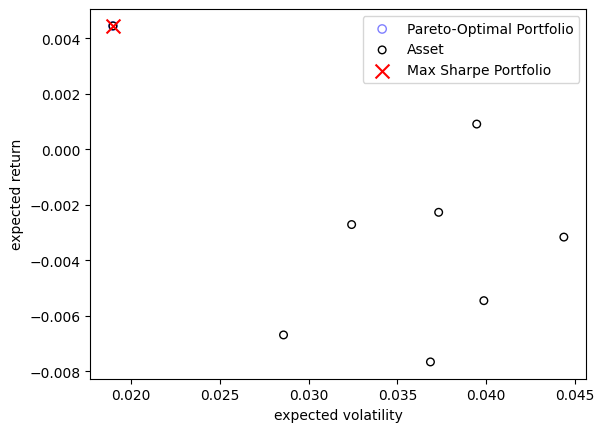 Pareto-Optimal Portfolio
Asset
Max Sharpe Portfolio
0.004
0.002
0.000
−0.002
−0.004
−0.006
−0.008
expected return
0.020 0.025 0.030 0.035 0.040 0.045
expected volatility